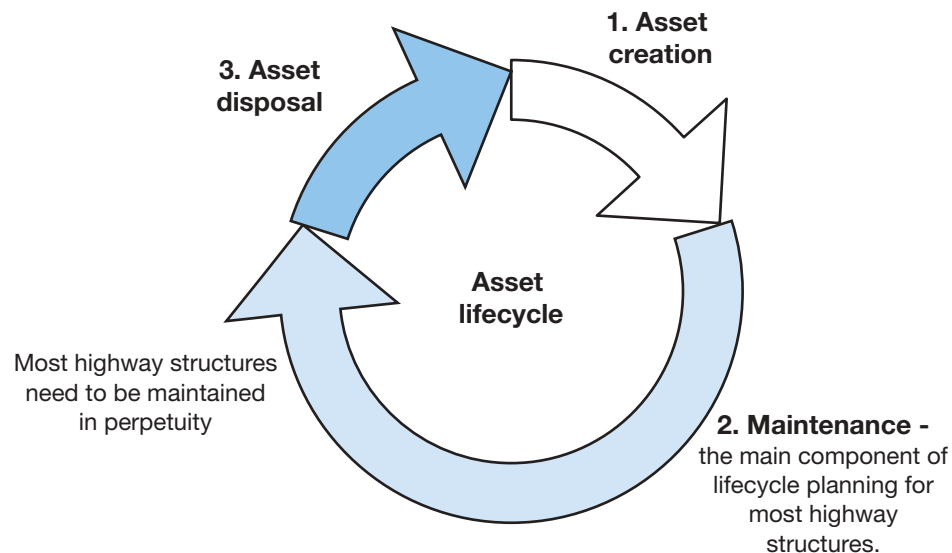 1. Asset
creation
3. Asset
disposal
Asset
lifecycle
Most highway structures
need to be maintained
in perpetuity
2. Maintenance -
the main component of
lifecycle planning for
most highway
structures.